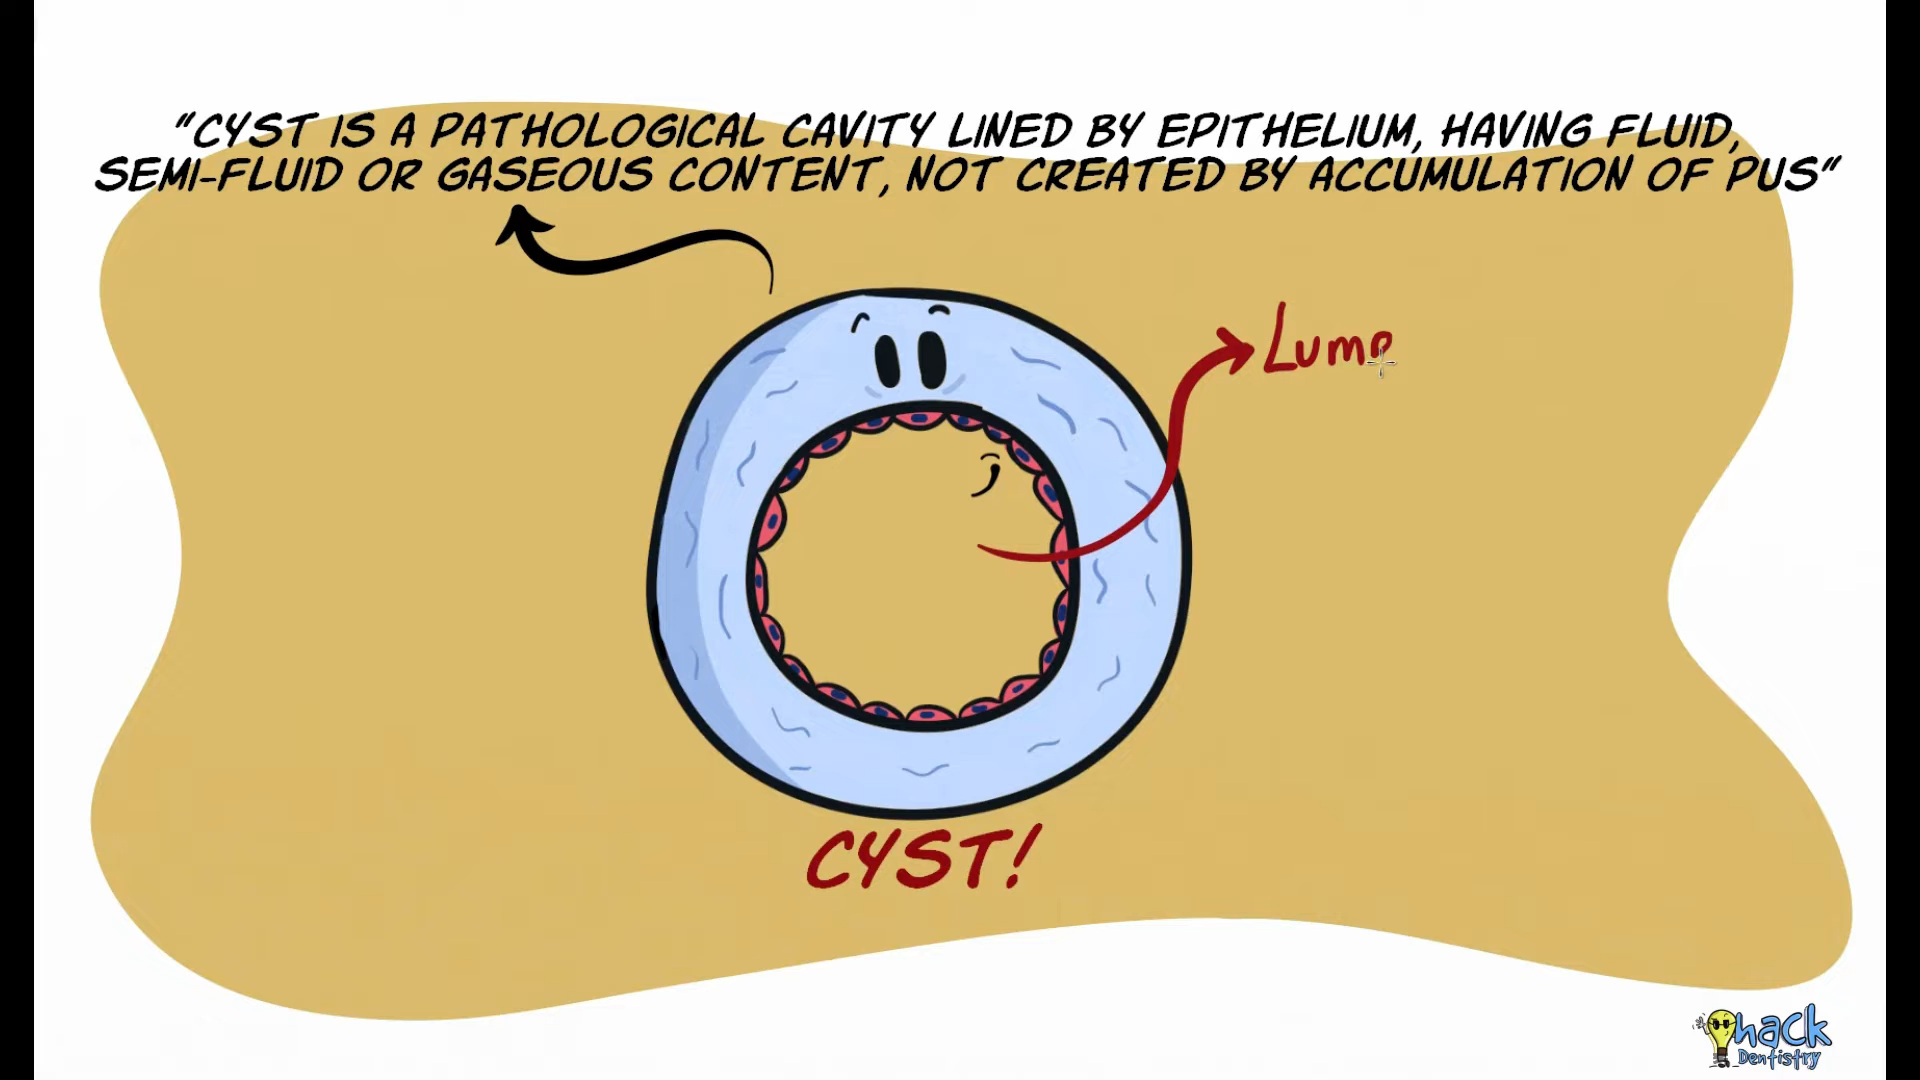 "CYST IS A PATHOLOGICAL CAVITY LINED BY EPITHELIUM, HAVING FLUID,
SEMI-FLUID OR GASEOUS CONTENT, NOT CREATED BY ACCUMULATION OF PUS"
Lump
CYST!
hack
Dentistry